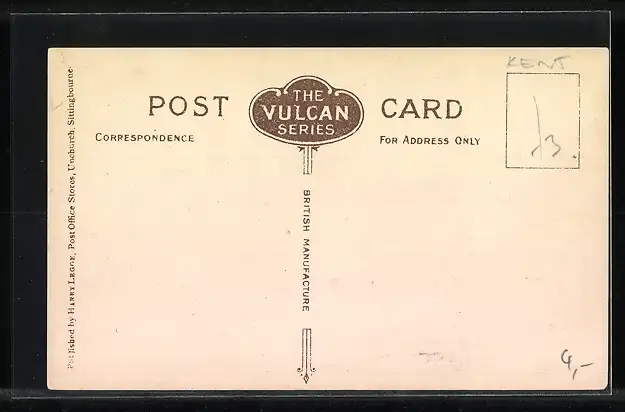 KENT
POST CARD
THE
VULCAN
SERIES
CORRESPONDENCE
FOR ADDRESS ONLY
BRITISH MANUFACTURE
Published by HARRY LEGGE, Post Office Stores, Upchurch, Sittingbourne
4,-